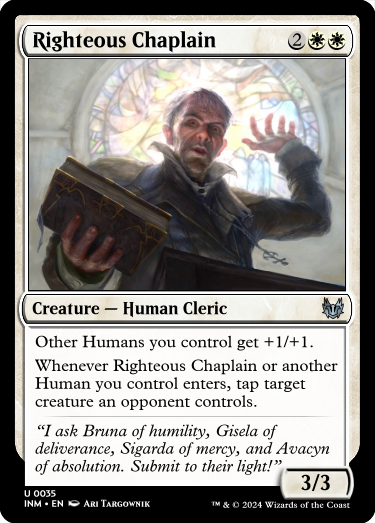 Righteous Chaplain 2
Creature — Human Cleric
Other Humans you control get +1/+1.
Whenever Righteous Chaplain or another
Human you control enters, tap target
creature an opponent controls.
“I ask Bruna of humility, Gisela of
deliverance, Sigarda of mercy, and Avacyn
of absolution. Submit to their light!”
3/3
U 0035
INM • EN Ari Targownik
™ & © 2024 Wizards of the Coast